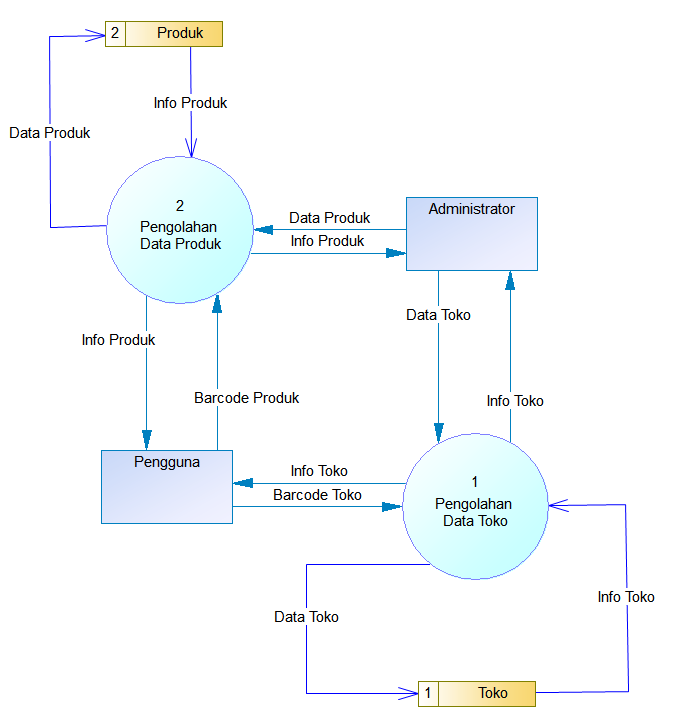 2 Produk
Info Produk
Data Produk
2
Pengolahan
Data Produk
Administrator
Data Produk
Info Produk
Data Toko
Info Produk
Barcode Produk
Info Toko
Pengguna
Info Toko
Barcode Toko
1
Pengolahan
Data Toko
Info Toko
Data Toko
1 Toko